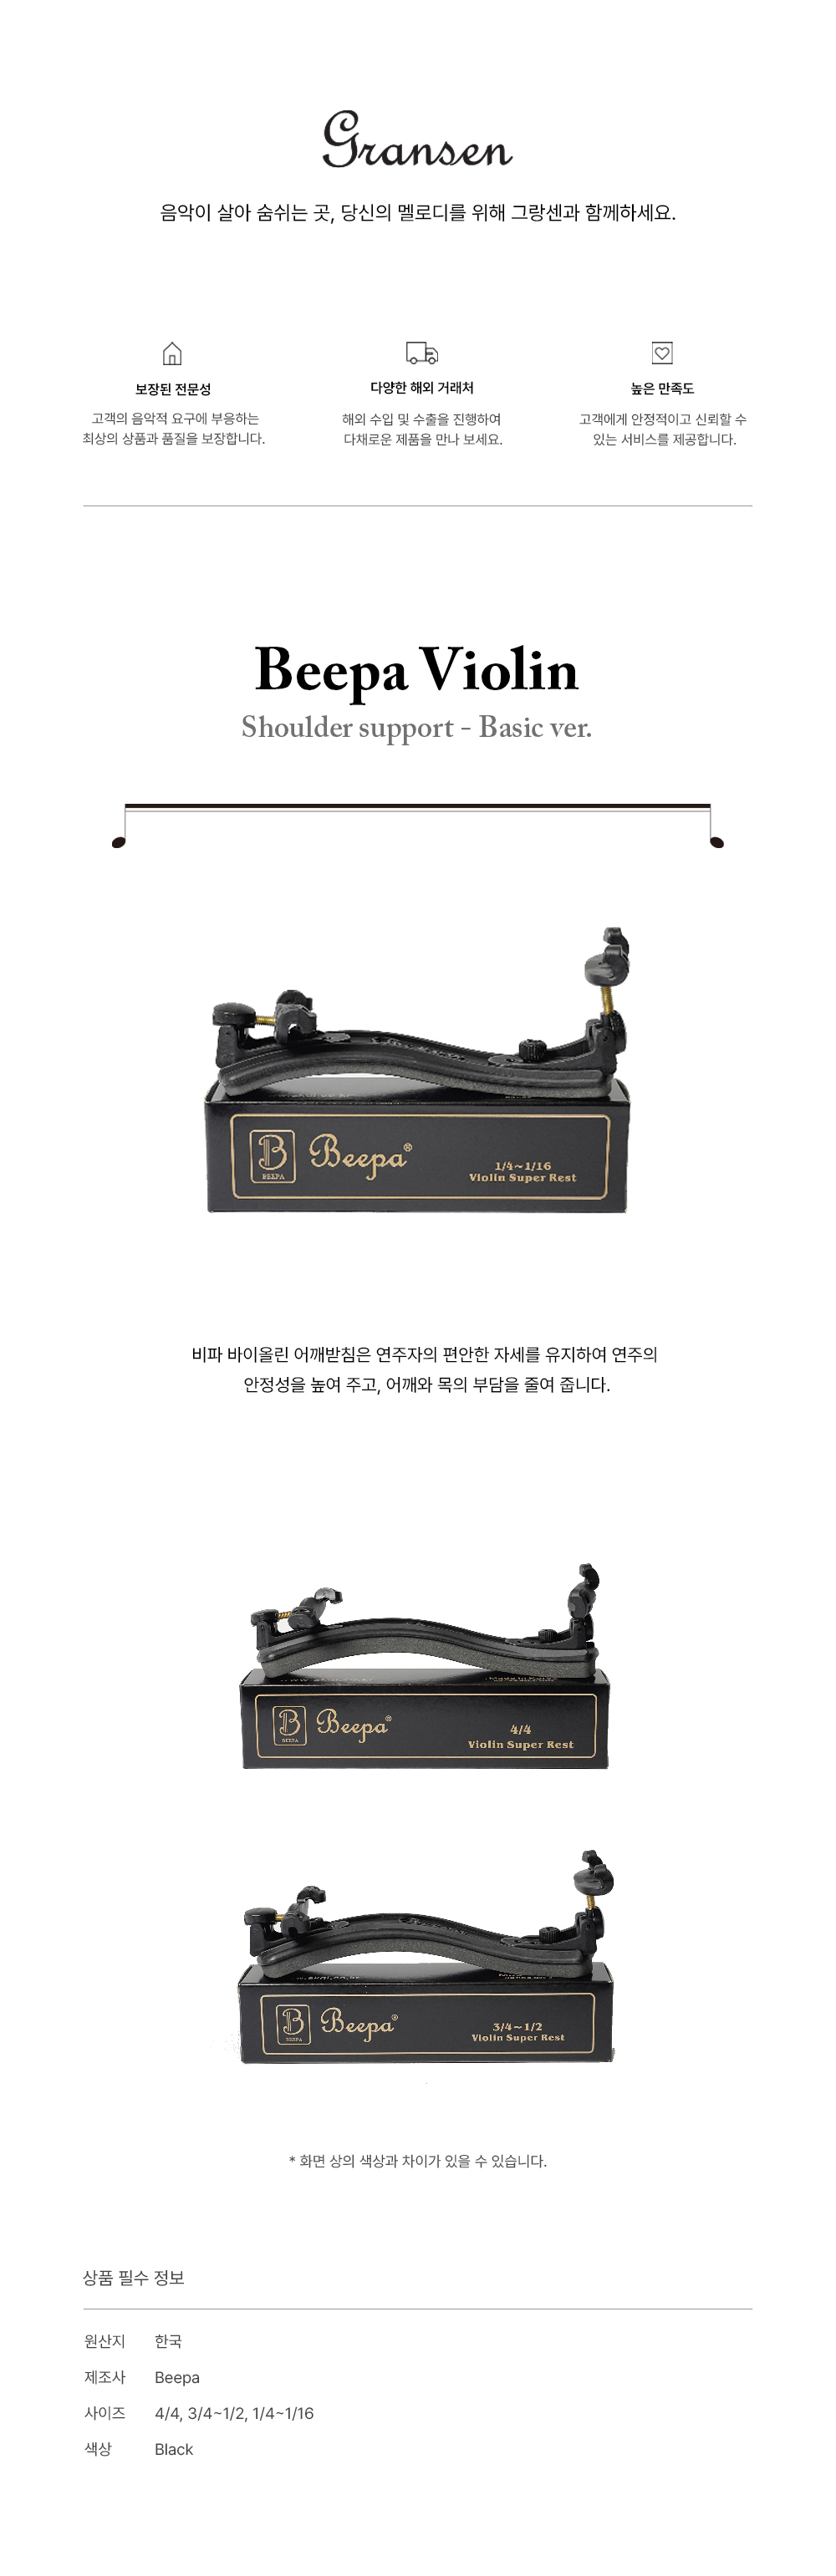 Gransen
음악이 살아 숨쉬는 곳, 당신의 멜로디를 위해 그랑센과 함께하세요.
보장된 전문성
고객의 음악적 요구에 부응하는
최상의 상품과 품질을 보장합니다.
다양한 해외 거래처
해외 수입 및 수출을 진행하여
다채로운 제품을 만나 보세요.
높은 만족도
고객에게 안정적이고 신뢰할 수
있는 서비스를 제공합니다.
Beepa Violin
Shoulder support - Basic ver.
B
BEEPA
Beepa®
1/4~1/16
Violin Super Rest
비파 바이올린 어깨받침은 연주자의 편안한 자세를 유지하여 연주의
안정성을 높여 주고, 어깨와 목의 부담을 줄여 줍니다.
B
BEEPA
Beepa®
4/4
Violin Super Rest
B
BEEPA
Beepa®
3/4~1/2
Violin Super Rest
* 화면 상의 색상과 차이가 있을 수 있습니다.
상품 필수 정보
원산지 한국
제조사 Beepa
사이즈 4/4, 3/4~1/2, 1/4~1/16
색상 Black